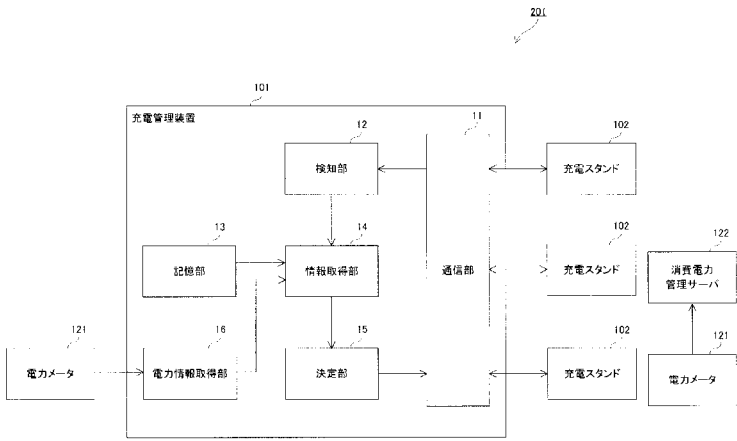 201
101
充電管理装置
12
検知部
11
通信部
102
充電スタンド
13
記憶部
14
情報取得部
102
充電スタンド
122
消費電力
管理サーバ
121
電力メータ
16
電力情報取得部
15
決定部
102
充電スタンド
121
電力メータ